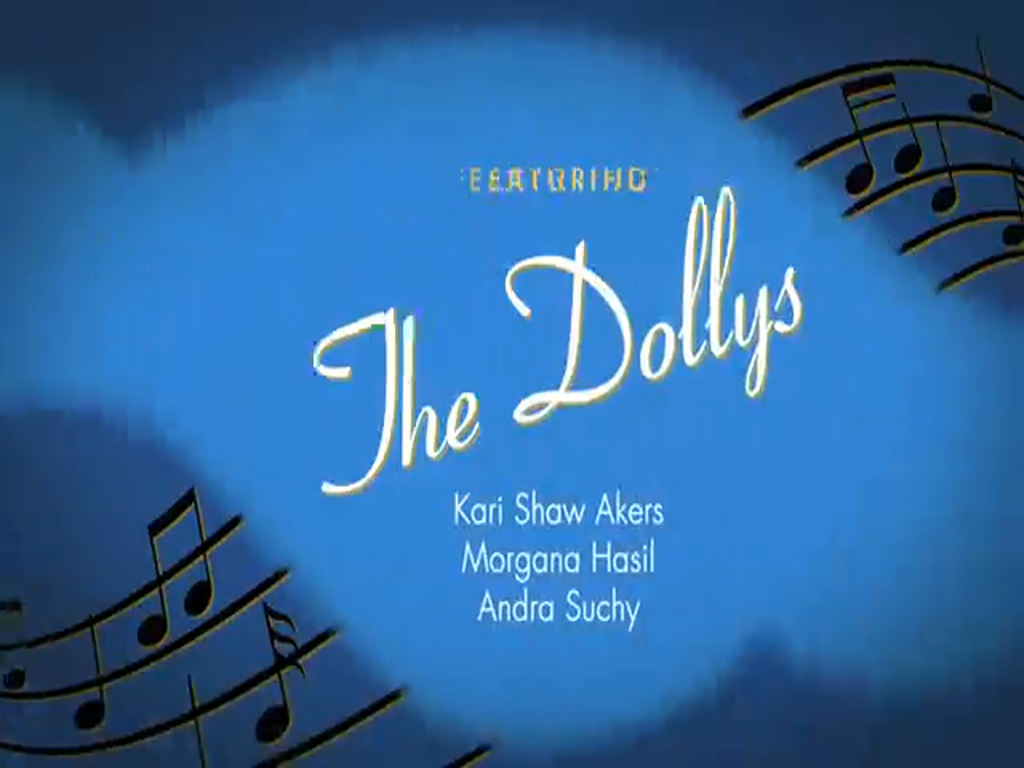 FEATURING
The Dollys
Kari Shaw Akers
Morgana Hasil
Andra Suchy